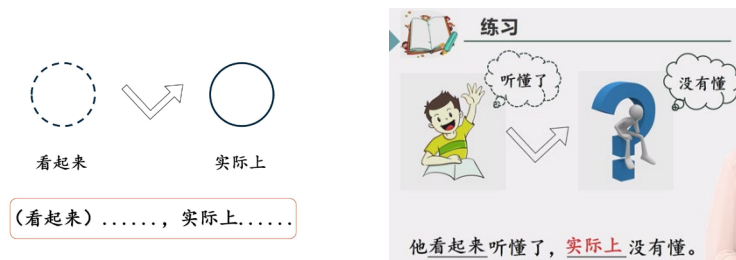 看起来
实际上
(看起来)......，实际上......
练习
听懂了
没有懂
他看起来听懂了，实际上没有懂。